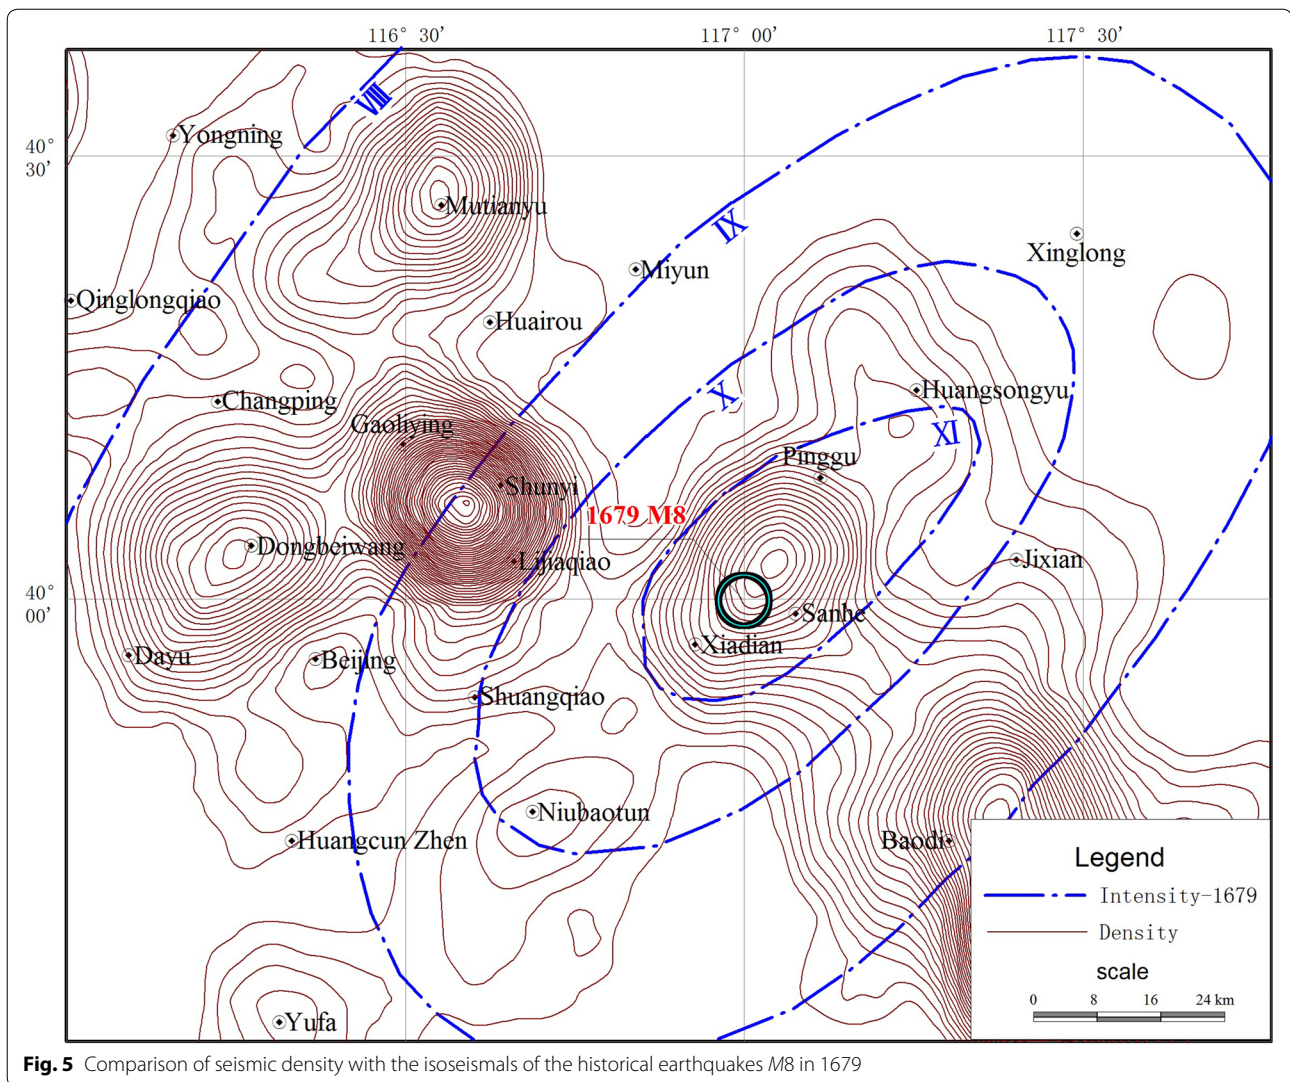 116° 30′ 117° 00′ 117° 30′
Ⅷ
Yongning
40°
30′
Mutianyu
Ⅸ
Xinglong
Miyun
Qinglongqiao
Huairou
Ⅹ
Huangsongyu
Changping
Gaoliying
Ⅺ
Pinggu
Shunyi
1679 M8
Dongbeiwang
Lijiaqiao
Jixian
40°
00′
Sanhe
Xiadian
Dayu
Beijing
Shuangqiao
Niubaotun
Huangcun Zhen
Baodi
Yufa
Legend
Intensity-1679
Density
scale
0 8 16 24 km
Fig. 5 Comparison of seismic density with the isoseismals of the historical earthquakes M8 in 1679